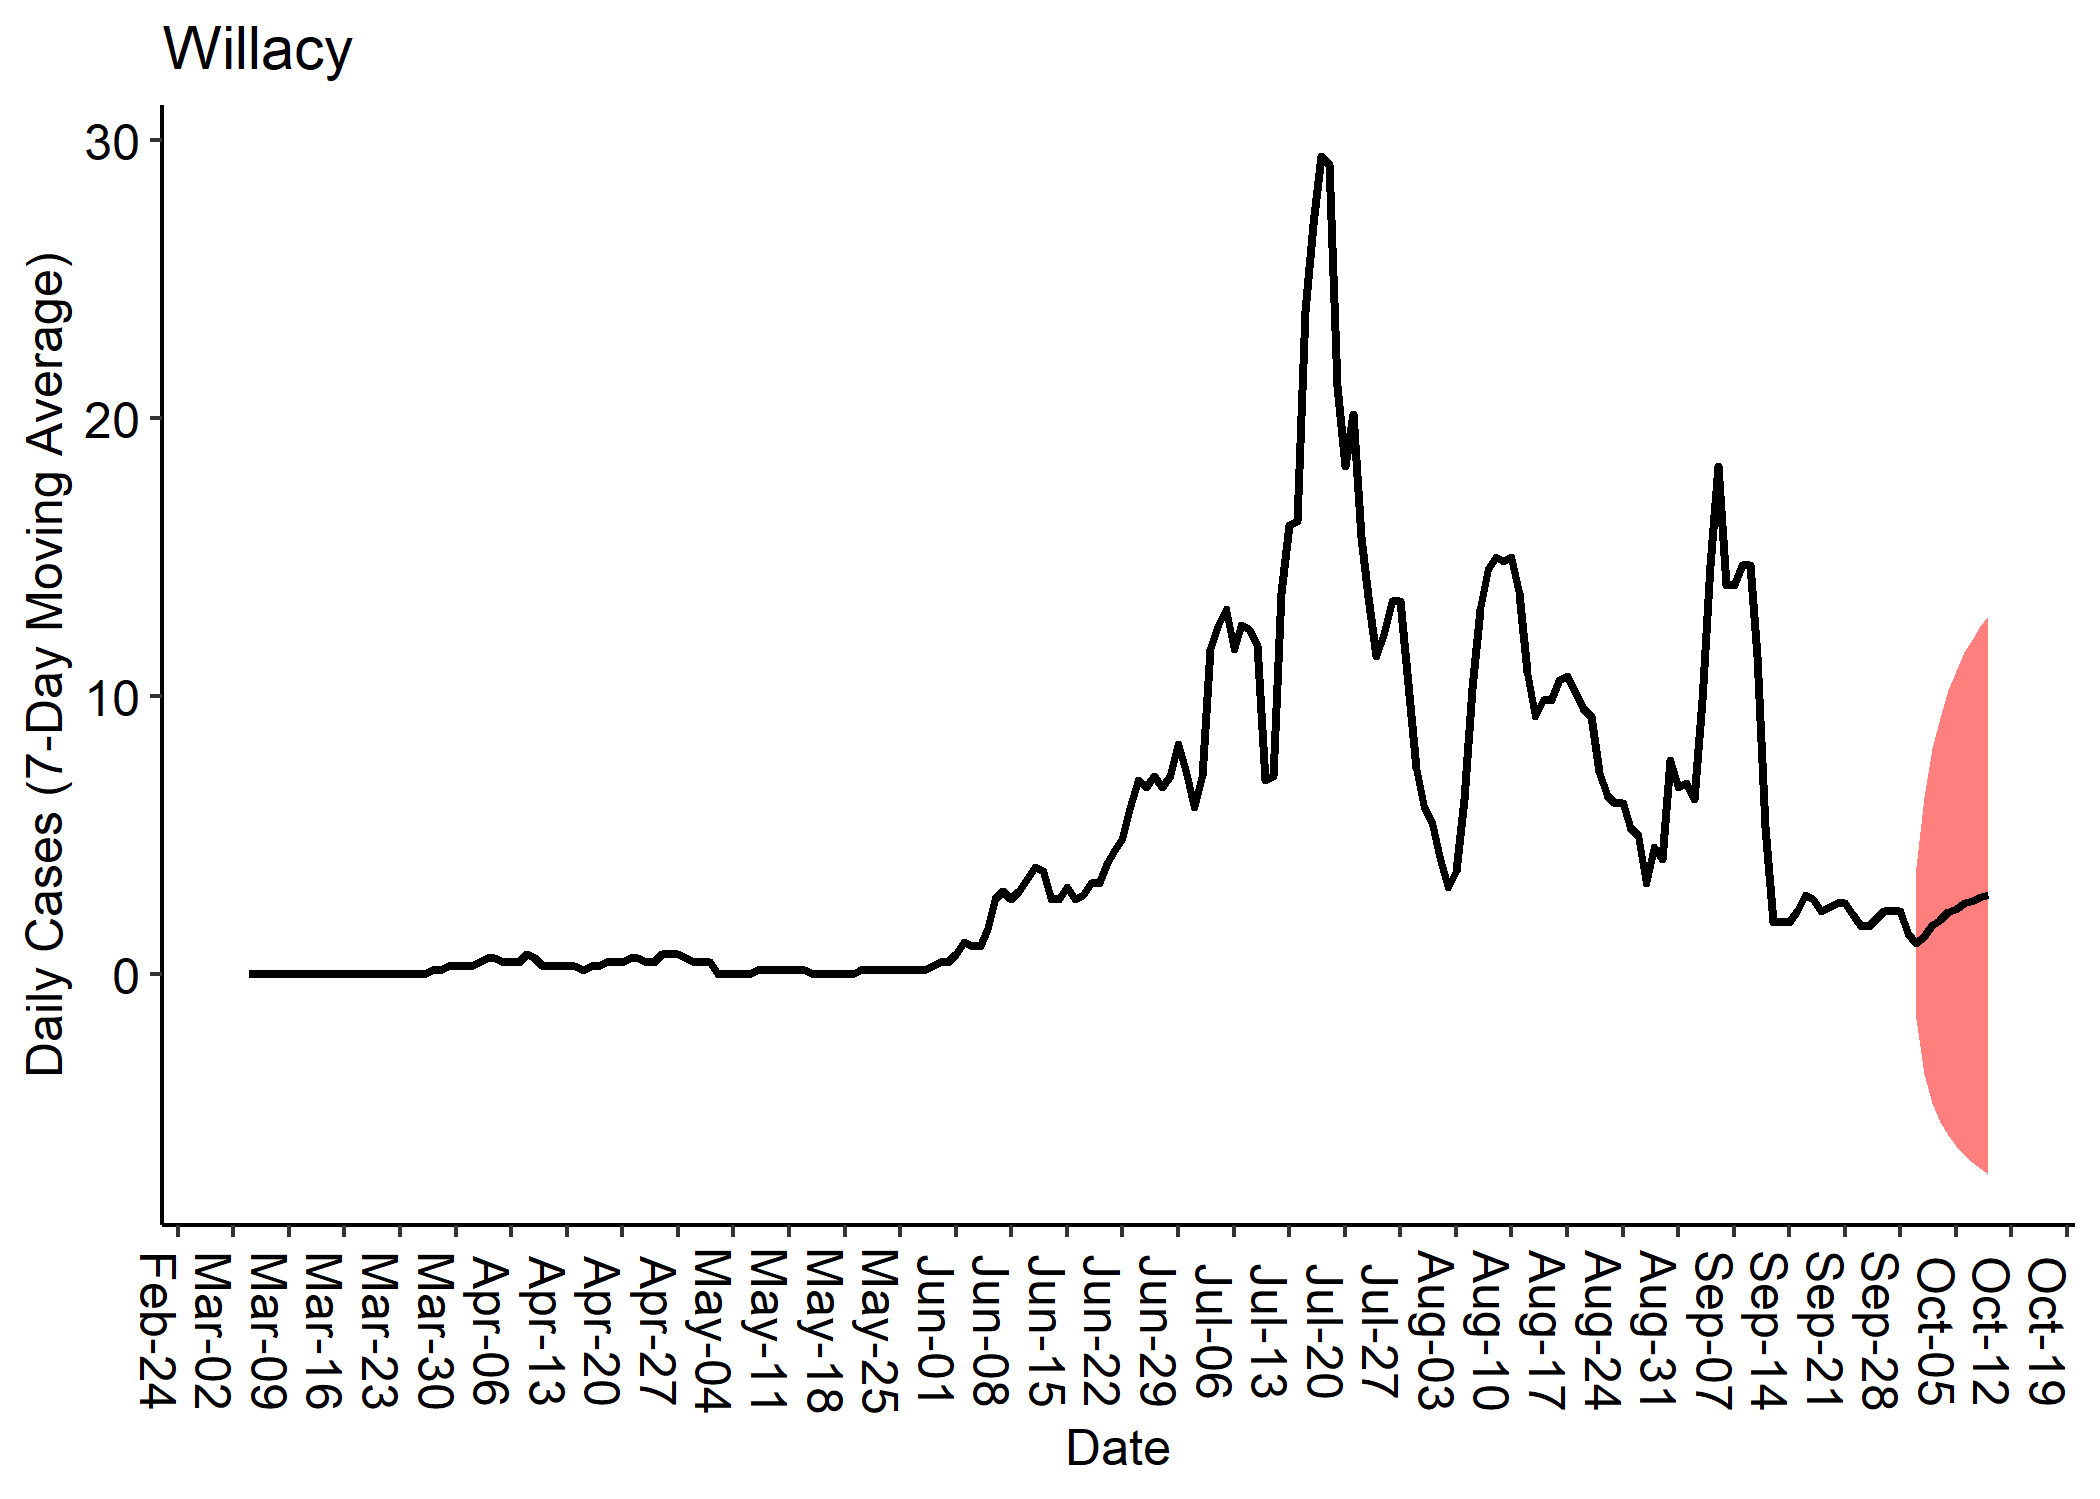 Willacy
Daily Cases (7-Day Moving Average)
30
20
10
0
Feb-24
Mar-02
Mar-09
Mar-16
Mar-23
Mar-30
Apr-06
Apr-13
Apr-20
Apr-27
May-04
May-11
May-18
May-25
Jun-01
Jun-08
Jun-15
Jun-22
Jun-29
Jul-06
Jul-13
Jul-20
Jul-27
Aug-03
Aug-10
Aug-17
Aug-24
Aug-31
Sep-07
Sep-14
Sep-21
Sep-28
Oct-05
Oct-12
Oct-19
Date